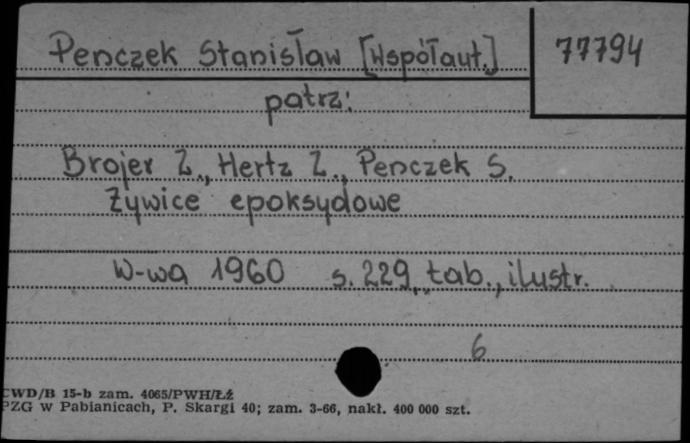 Penczek Stanisław [Współaut.] 77794
patrz:
Brojer Z., Hertz Z., Penczek S.
Żywice epoksydowe
W-wa 1960 s. 229, tab., ilustr.
6
CWD/B 15-b zam. 4065/PWH/Łź
PZG w Pabianicach, P. Skargi 40; zam. 3-66, nakł. 400 000 szt.